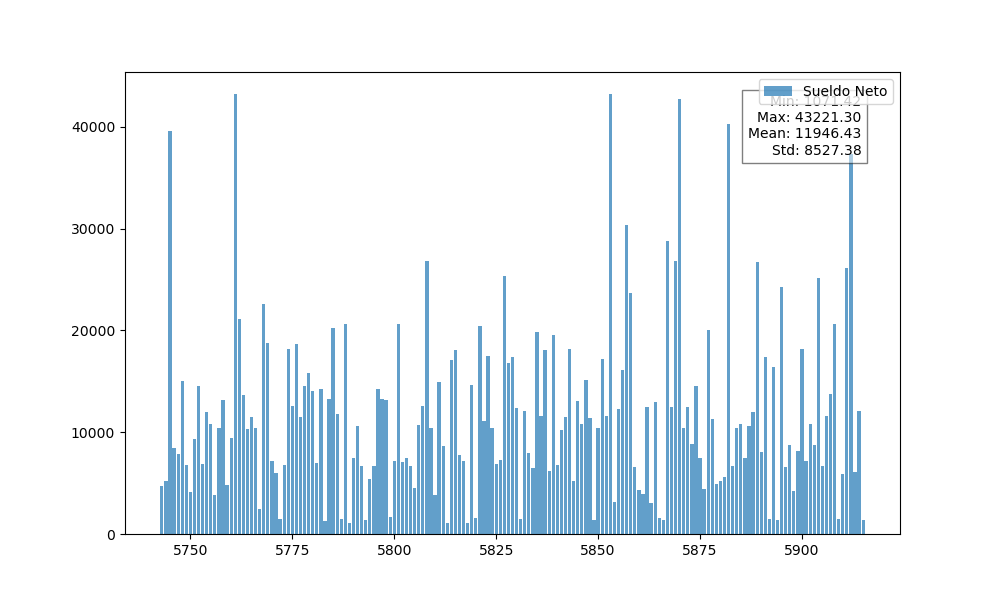 Sueldo Neto
Min: 1071.42
Max: 43221.30
Mean: 11946.43
Std: 8527.38
40000
30000
20000
10000
0
5750 5775 5800 5825 5850 5875 5900